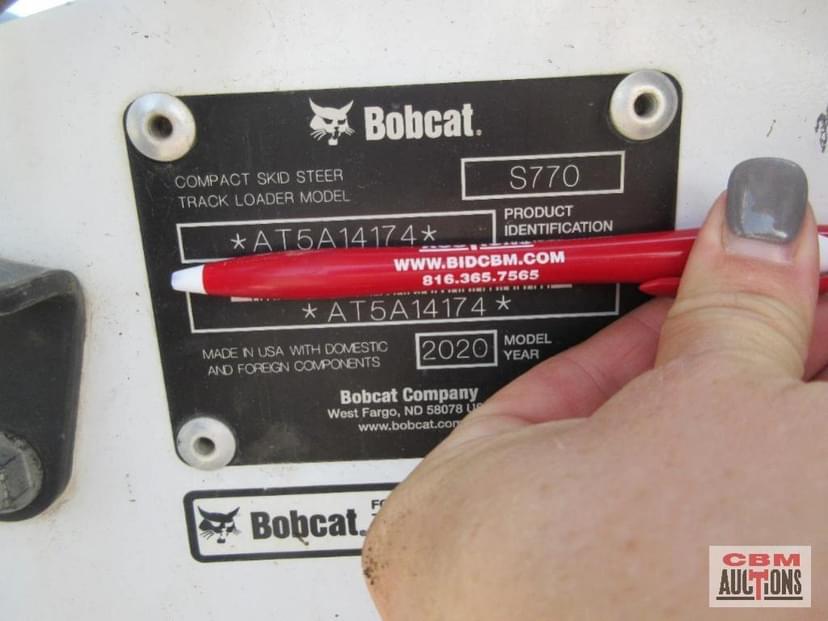 Bobcat.
COMPACT SKID STEER
TRACK LOADER MODEL
S770
PRODUCT
IDENTIFICATION
*AT5A14174*
WWW.BIDCBM.COM
816.365.7565
*AT5A14174*
MADE IN USA WITH DOMESTIC
AND FOREIGN COMPONENTS
2020
MODEL
YEAR
Bobcat Company
West Fargo, ND 58078
www.bobcat.com
Bobcat.
CBM
AUCTIONS